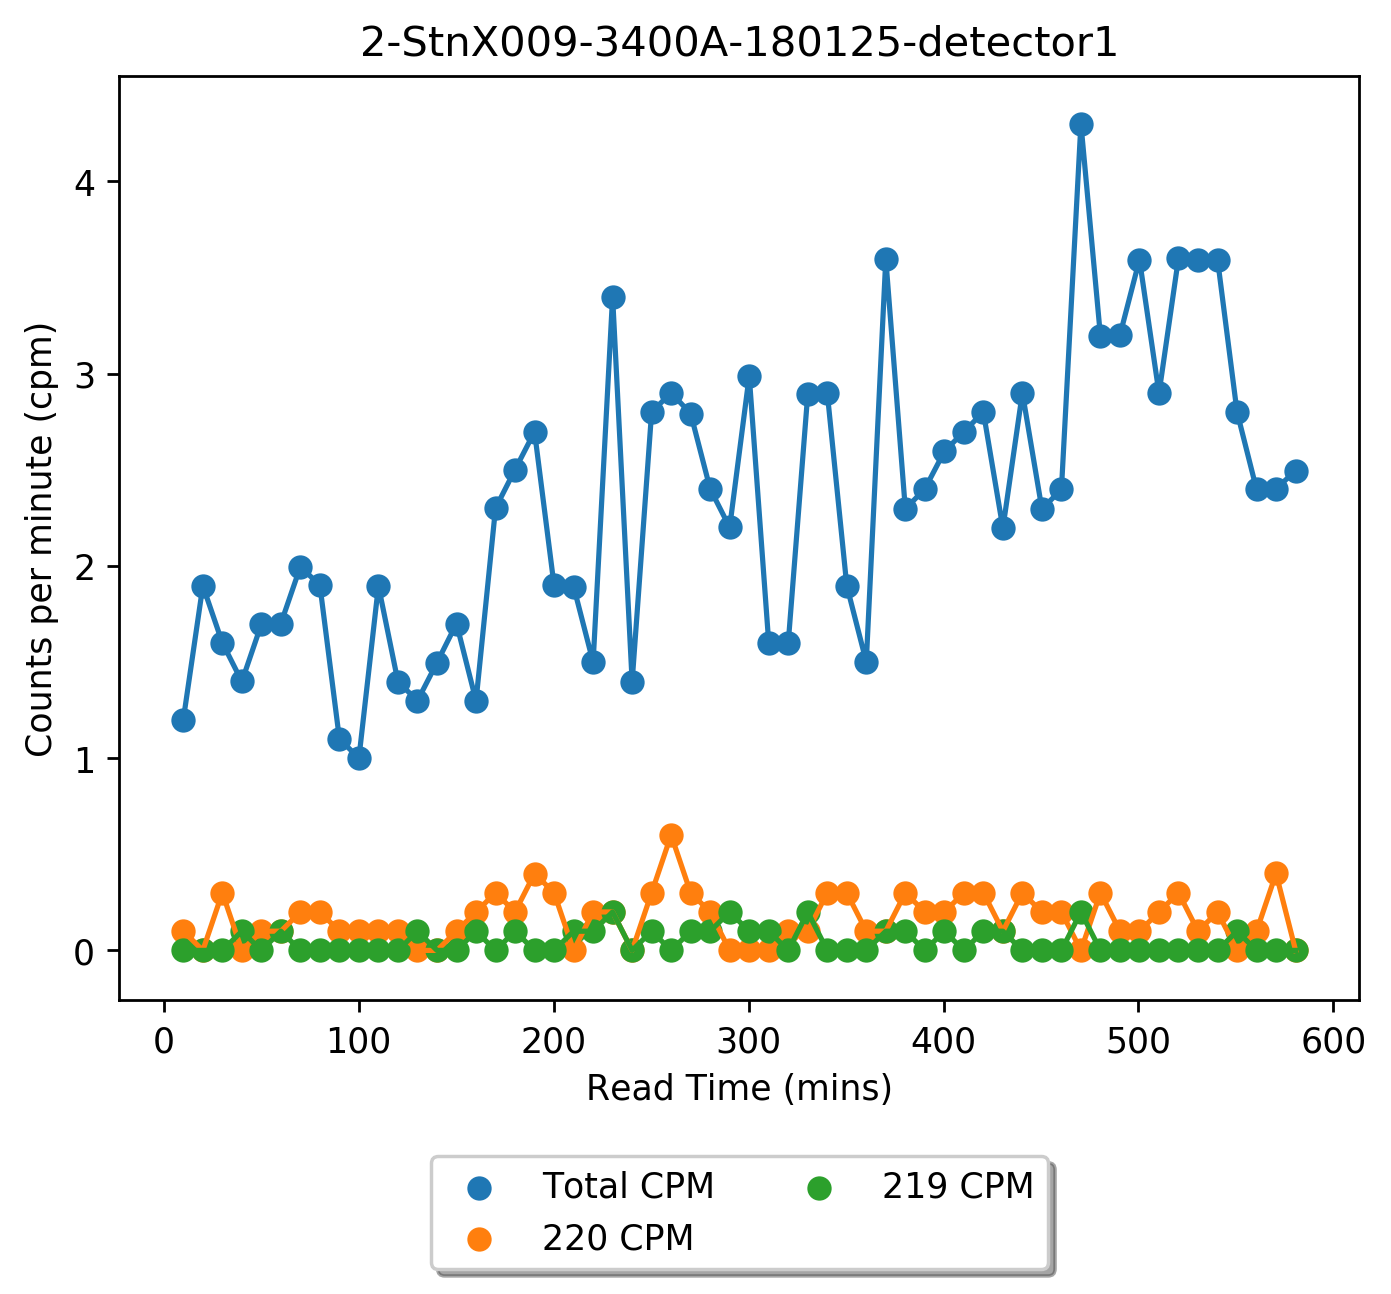 2-StnX009-3400A-180125-detector1
Counts per minute (cpm)
4
3
2
1
0
0 100 200 300 400 500 600
Read Time (mins)
Total CPM 219 CPM
220 CPM